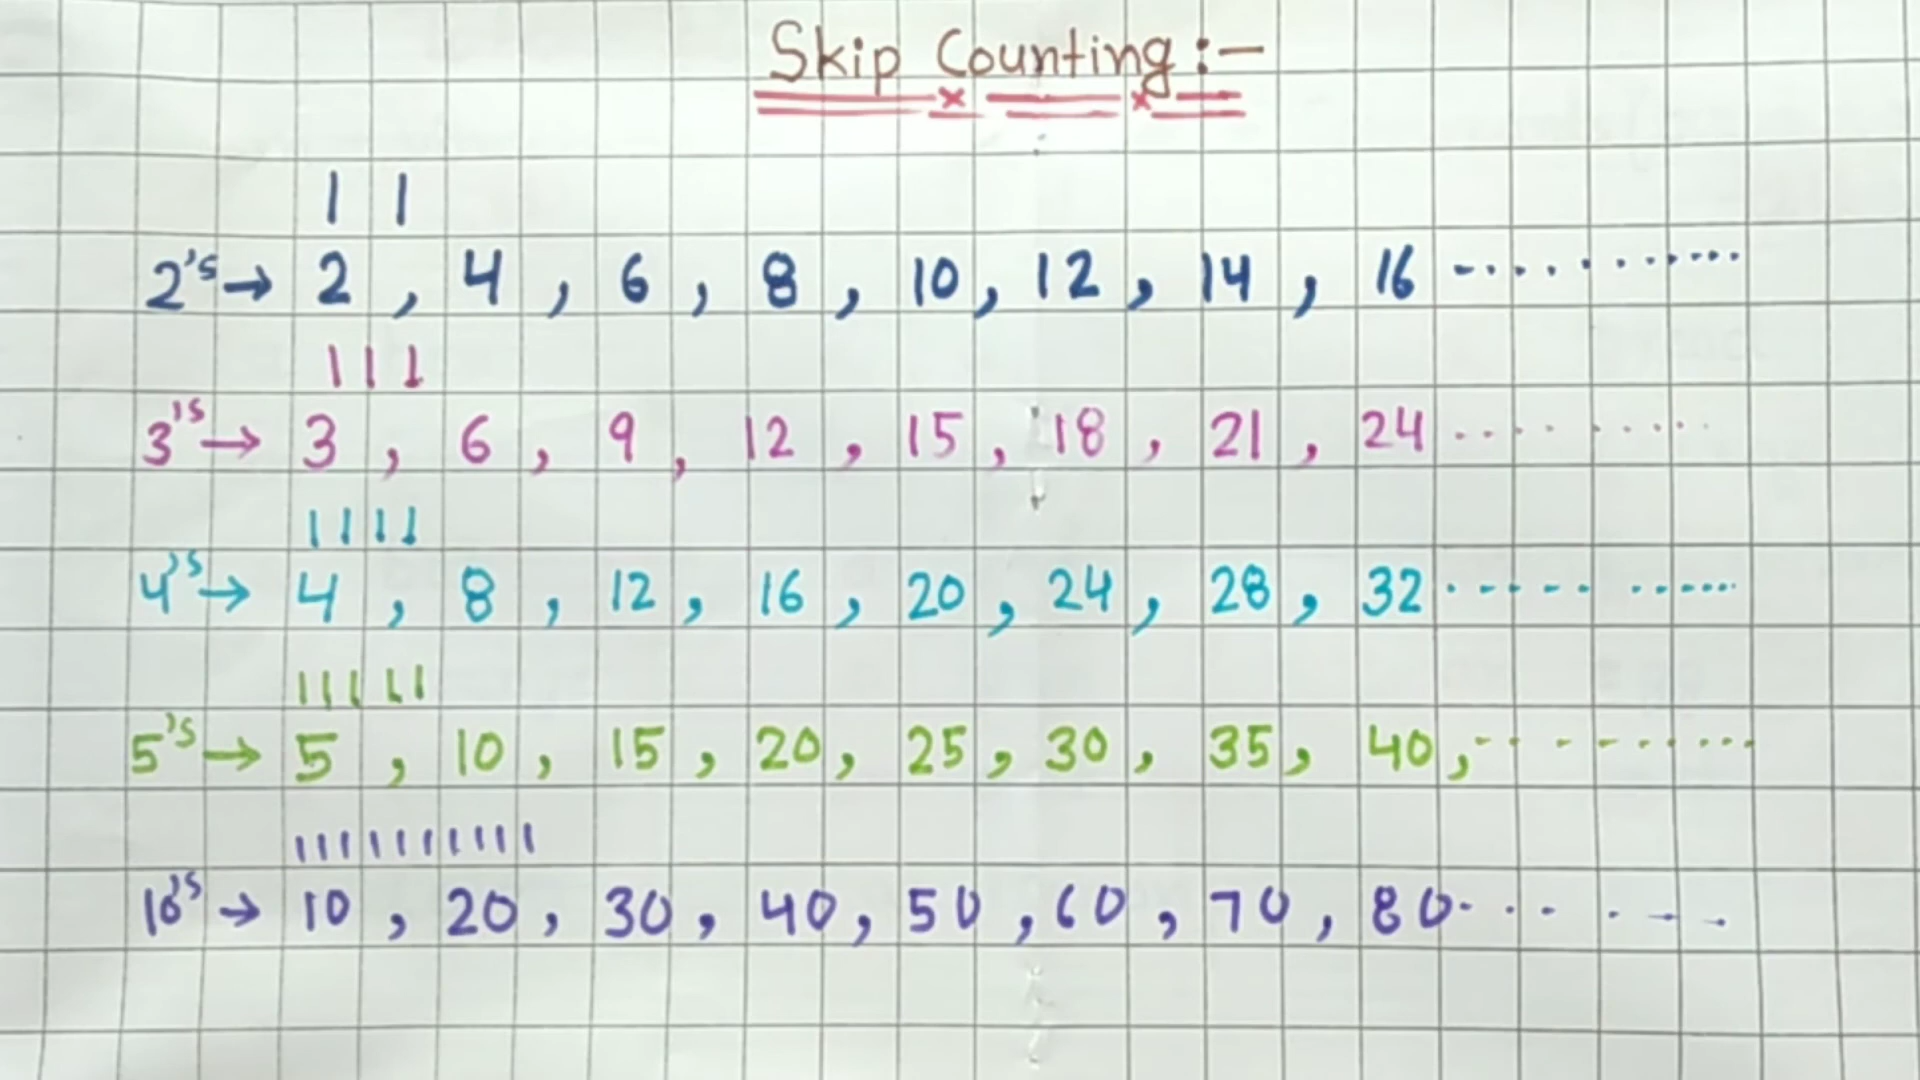 Skip Counting :-
| |
2's → 2 , 4 , 6 , 8 , 10 , 12 , 14 , 16 ...........
| | |
3's → 3 , 6 , 9 , 12 , 15 , 18 , 21 , 24 .........
| | | |
4's → 4 , 8 , 12 , 16 , 20 , 24 , 28 , 32 ...........
| | | | |
5's → 5 , 10 , 15 , 20 , 25 , 30 , 35 , 40 , .........
| | | | | | | | | |
10's → 10 , 20 , 30 , 40 , 50 , 60 , 70 , 80 ......